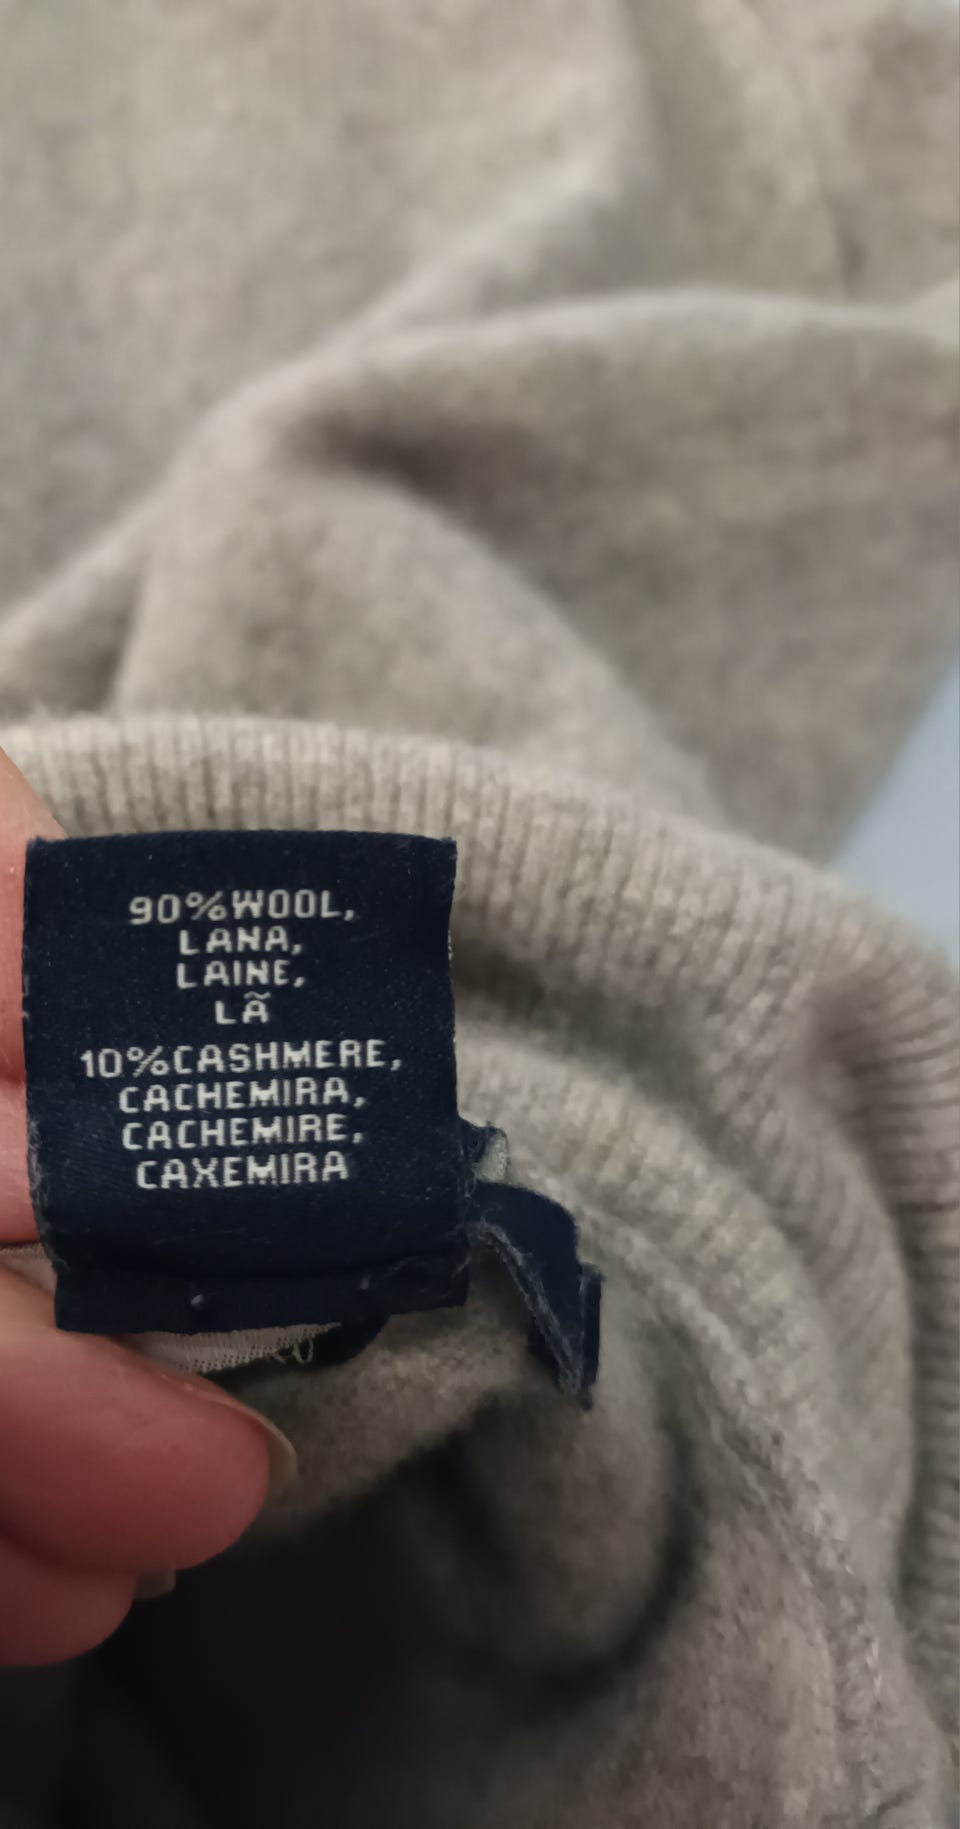 90%WOOL,
LANA,
LAINE,
LÃ
10%CASHMERE,
CACHEMIRA,
CACHEMIRE,
CAXEMIRA